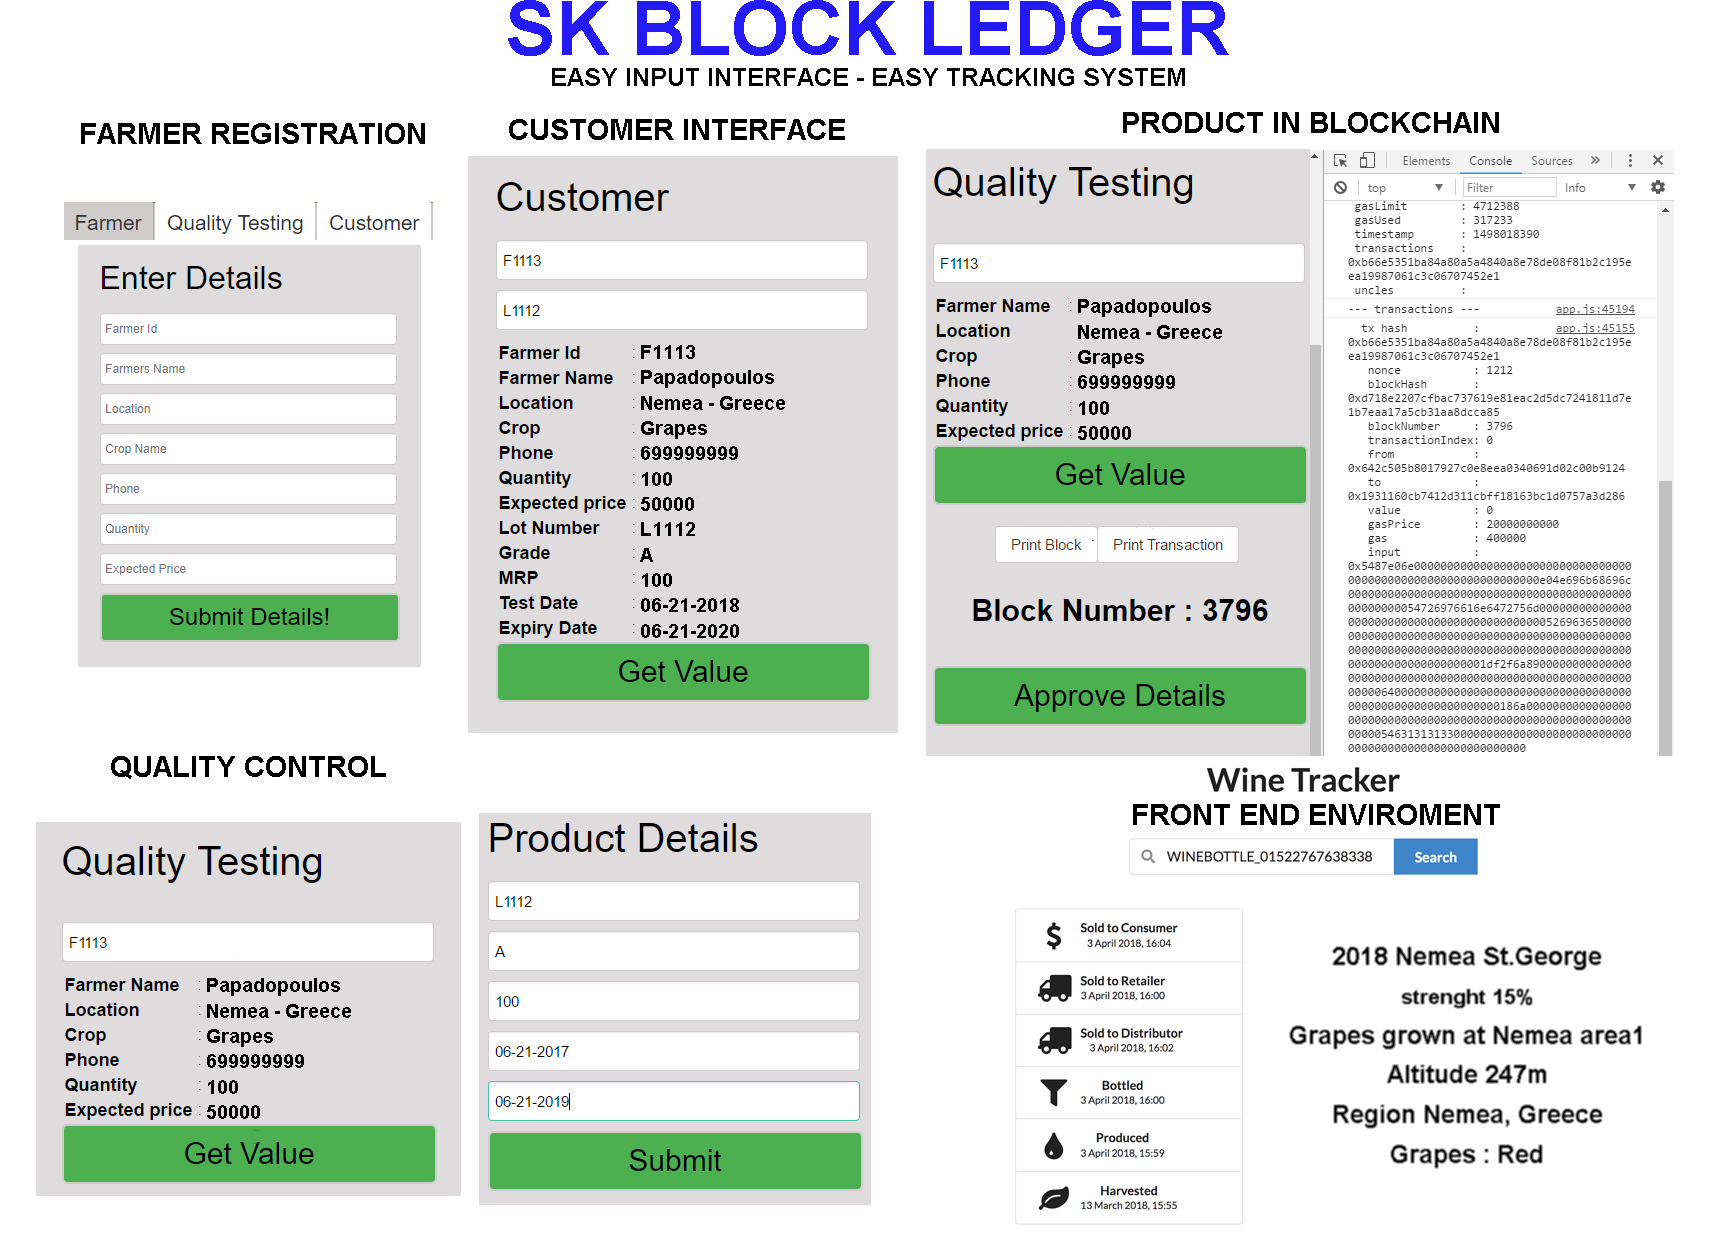 SK BLOCK LEDGER
EASY INPUT INTERFACE - EASY TRACKING SYSTEM
FARMER REGISTRATION
Farmer
Quality Testing
Customer
Enter Details
Farmer Id
Farmers Name
Location
Crop Name
Phone
Quantity
Expected Price
Submit Details!
CUSTOMER INTERFACE
Customer
F1113
L1112
Farmer Id : F1113
Farmer Name : Papadopoulos
Location : Nemea - Greece
Crop : Grapes
Phone : 699999999
Quantity : 100
Expected price : 50000
Lot Number : L1112
Grade : A
MRP : 100
Test Date : 06-21-2018
Expiry Date : 06-21-2020
Get Value
PRODUCT IN BLOCKCHAIN
Quality Testing
F1113
Farmer Name : Papadopoulos
Location Nemea - Greece
Crop : Grapes
Phone : 699999999
Quantity : 100
Expected price : 50000
Get Value
Print Block
Print Transaction
Block Number : 3796
Approve Details
Elements Console Sources »
top Filter Info
gasLimit : 4712388
gasUsed : 317233
timestamp : 1498018390
transactions :
0xb66e5351ba84a80a5a4840a8e78de08f81b2c195e
ea19987061c3c06707452e1
uncles :
--- transactions --- app.js:45194
tx hash : app.js:45155
0xb66e5351ba84a80a5a4840a8e78de08f81b2c195e
ea19987061c3c06707452e1
nonce : 1212
blockHash :
0xd718e2207cfbac737619e81eac2d5dc7241811d7e
1b7eaa17a5cb31aa8dcca85
blockNumber : 3796
transactionIndex: 0
from :
0x642c505b8017927c0e8eea0340691d02c00b9124
to :
0x1931160cb7412d311cbff18163bc1d0757a3d286
value : 0
gasPrice : 20000000000
gas : 400000
input :
QUALITY CONTROL
Quality Testing
F1113
Farmer Name : Papadopoulos
Location : Nemea - Greece
Crop : Grapes
Phone : 699999999
Quantity : 100
Expected price : 50000
Get Value
Product Details
L1112
A
100
06-21-2017
06-21-2019
Submit
Wine Tracker
FRONT END ENVIROMENT
WINEBOTTLE_01522767638338
Search
Sold to Consumer
3 April 2018, 16:04
Sold to Retailer
3 April 2018, 16:00
Sold to Distributor
3 April 2018, 16:02
Bottled
3 April 2018, 16:00
Produced
3 April 2018, 15:59
Harvested
13 March 2018, 15:55
2018 Nemea St.George
strenght 15%
Grapes grown at Nemea area1
Altitude 247m
Region Nemea, Greece
Grapes : Red